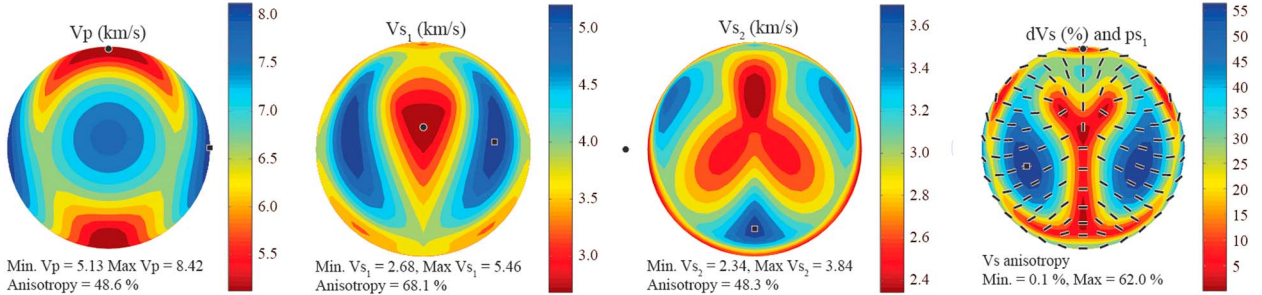 Vp (km/s)
8.0
7.5
7.0
6.5
6.0
5.5
Min. Vp = 5.13 Max Vp = 8.42
Anisotropy = 48.6 %
Vs₁ (km/s)
5.0
4.5
4.0
3.5
3.0
Min. Vs₁ = 2.68, Max Vs₁ = 5.46
Anisotropy = 68.1 %
Vs₂ (km/s)
3.6
3.4
3.2
3.0
2.8
2.6
2.4
Min. Vs₂ = 2.34, Max Vs₂ = 3.84
Anisotropy = 48.3 %
dVs (%) and ps₁
55
50
45
40
35
30
25
20
15
10
5
Vs anisotropy
Min. = 0.1 %, Max = 62.0 %